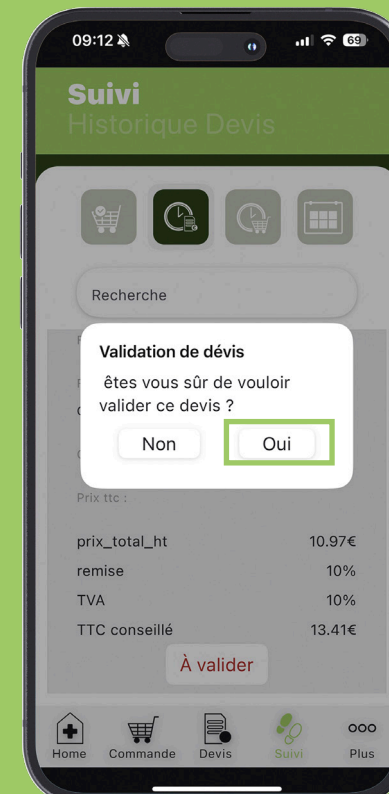 09:12
69
Suivi
Historique Devis
Recherche
Validation de dévis
êtes vous sûr de vouloir
valider ce devis ?
Non
Oui
Prix ttc :
prix_total_ht
10.97€
remise
10%
TVA
10%
TTC conseillé
13.41€
À valider
Home
Commande
Devis
Suivi
Plus